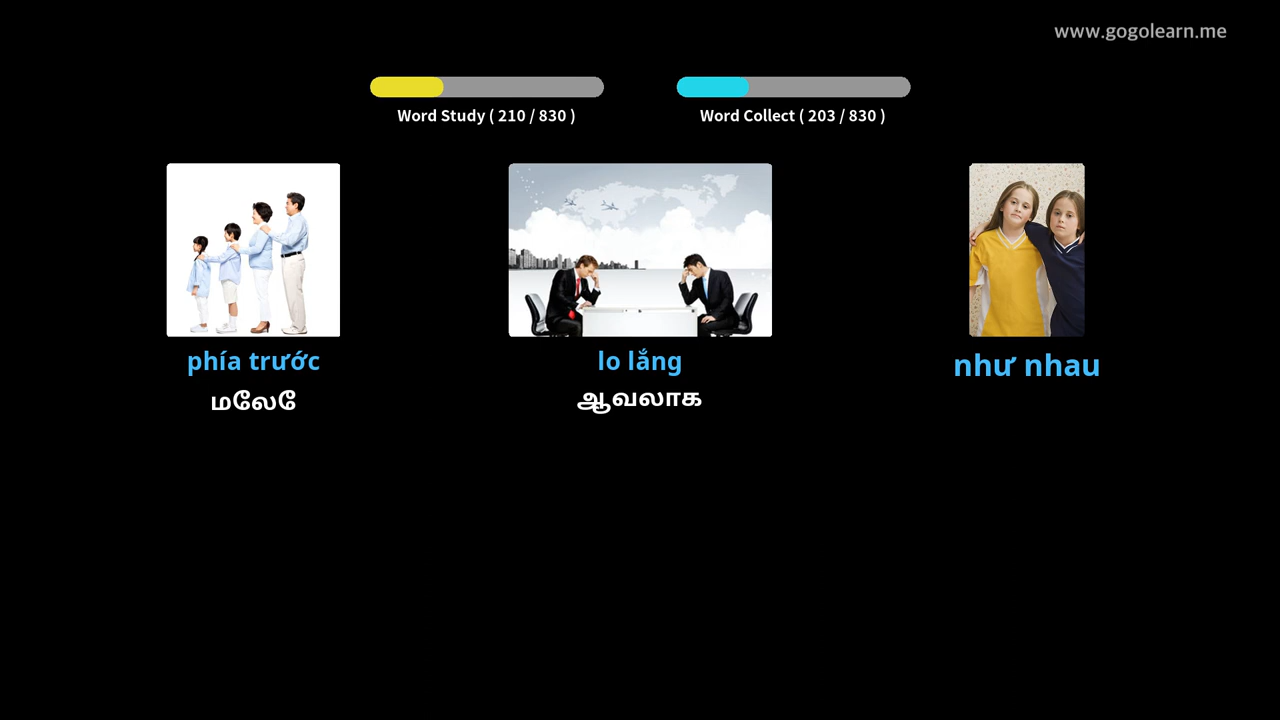 www.gogolearn.me
Word Study ( 210 / 830 )
Word Collect ( 203 / 830 )
phía trước
lo lắng
như nhau
மலேே
ஆவலாக